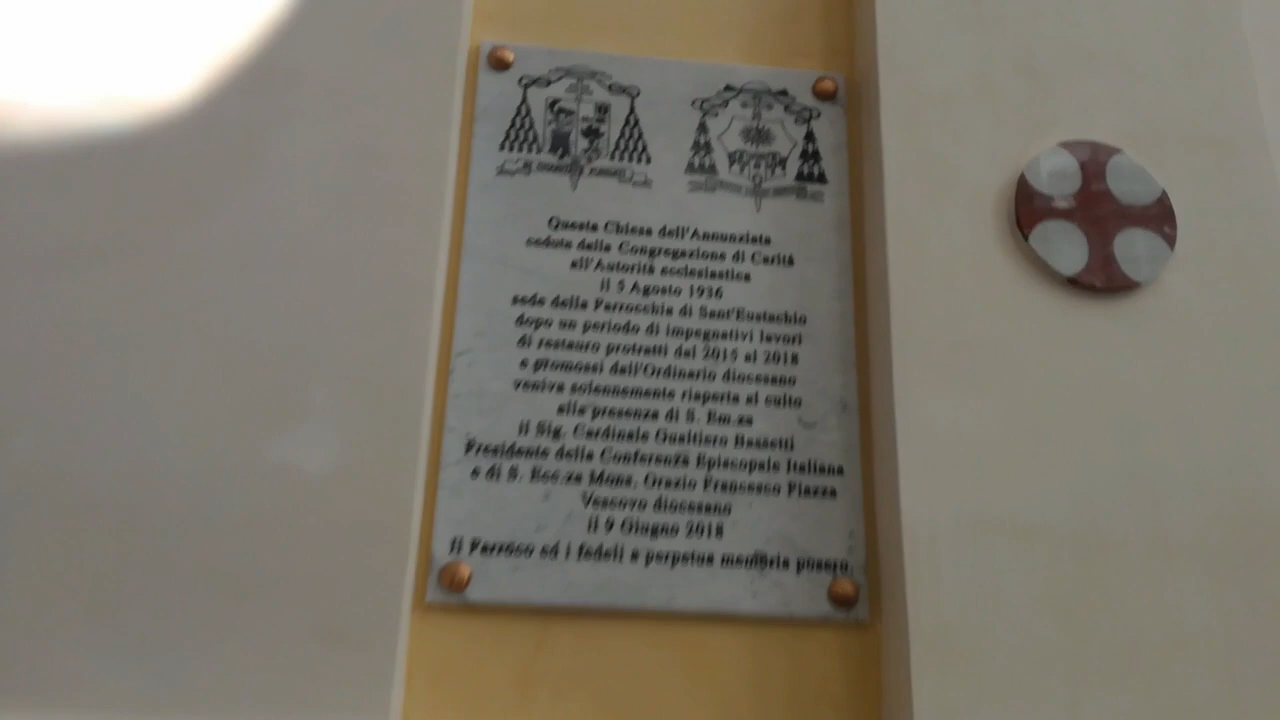 Questa Chiesa dell'Annunziata
ceduta dalla Congregazione di Carità
all'Autorità ecclesiastica
il 5 Agosto 1936
sede della Parrocchia di Sant'Eustachio
dopo un periodo di impegnativi lavori
di restauro protratti dal 2015 al 2018
e promossi dall'Ordinario diocesano
veniva solennemente riaperta al culto
alla presenza di S. Em.za
il Sig. Cardinale Gualtiero Bassetti
Presidente della Conferenza Episcopale Italiana
e di S. Ecc.za Mons. Orazio Francesco Piazza
Vescovo diocesano
il 9 Giugno 2018
Il Parroco ed i fedeli a perpetua memoria posero.